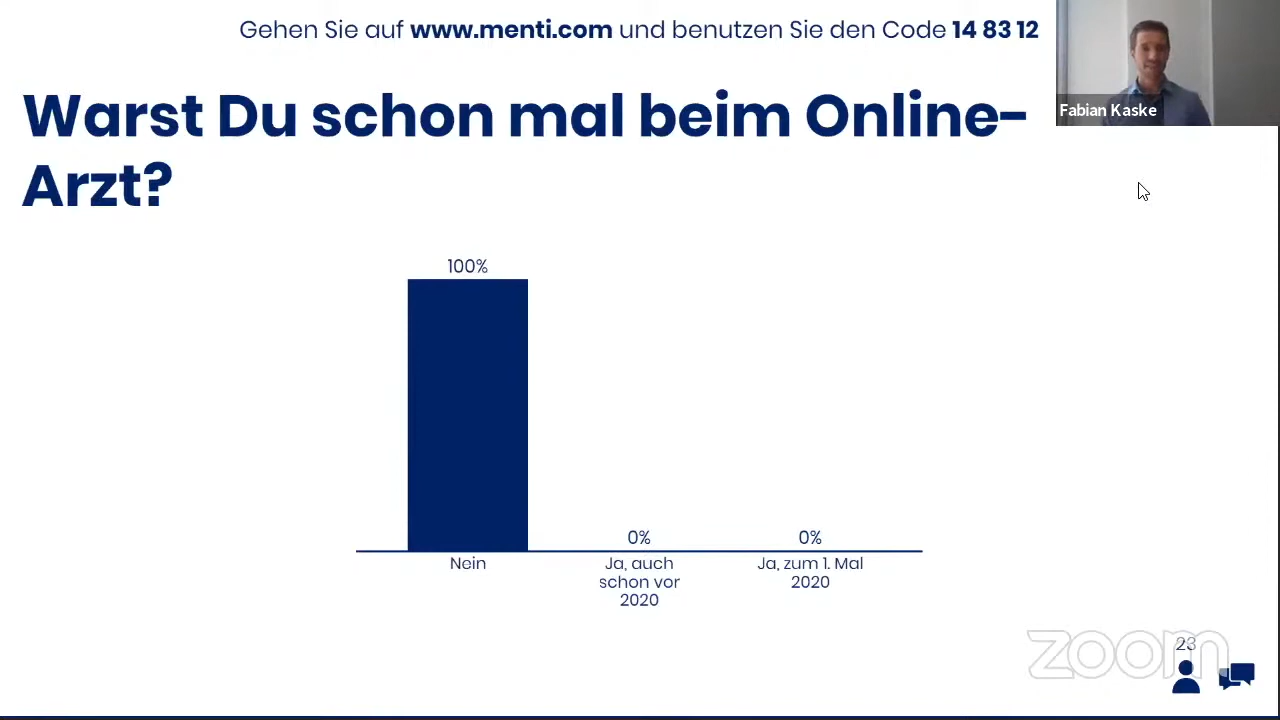 Gehen Sie auf www.menti.com und benutzen Sie den Code 14 83 12
Fabian Kaske
Warst Du schon mal beim Online-
Arzt?
100%
0%
0%
Nein
Ja, auch
schon vor
2020
Ja, zum 1. Mal
2020
23
zoom